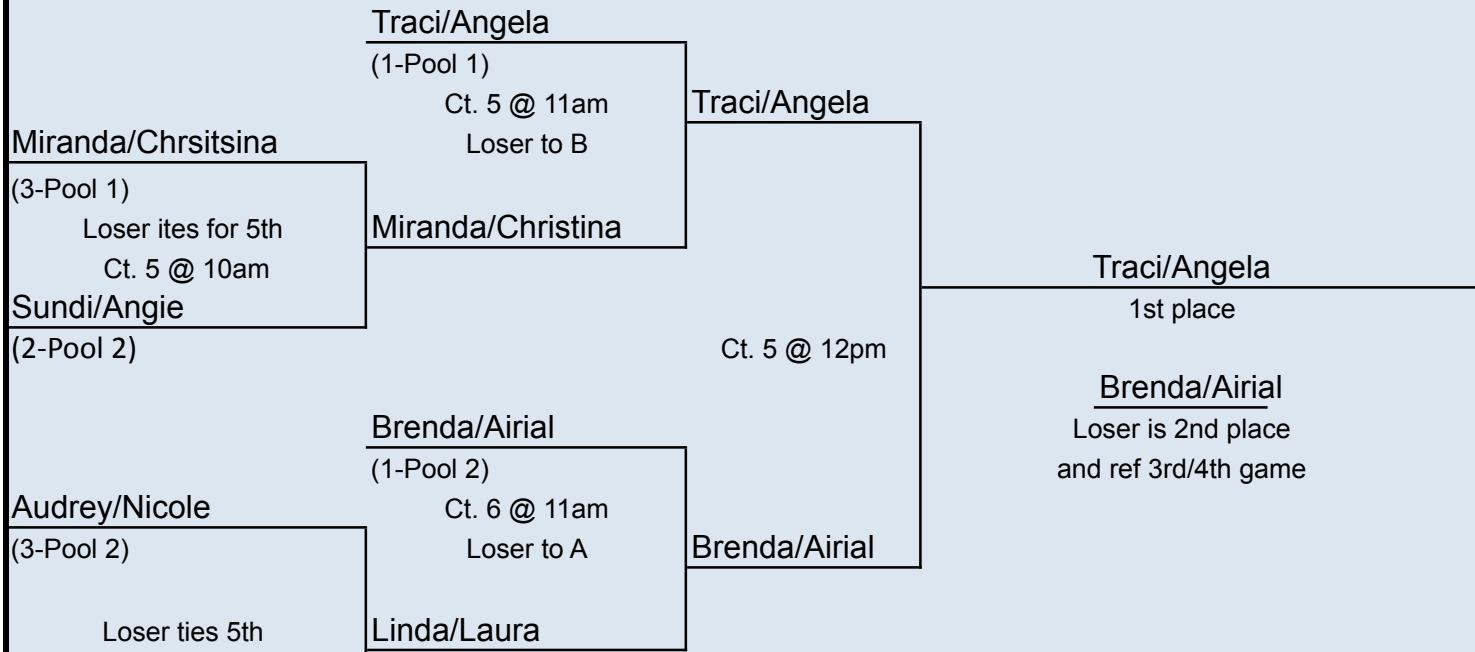 Traci/Angela
(1-Pool 1)
Ct. 5 @ 11am
Traci/Angela
Miranda/Chrsitsina
Loser to B
(3-Pool 1)
Loser ites for 5th
Miranda/Christina
Ct. 5 @ 10am
Traci/Angela
Sundi/Angie
1st place
(2-Pool 2)
Ct. 5 @ 12pm
Brenda/Airial
Brenda/Airial
Loser is 2nd place
(1-Pool 2)
and ref 3rd/4th game
Audrey/Nicole
Ct. 6 @ 11am
(3-Pool 2)
Loser to A
Brenda/Airial
Loser ties 5th
Linda/Laura